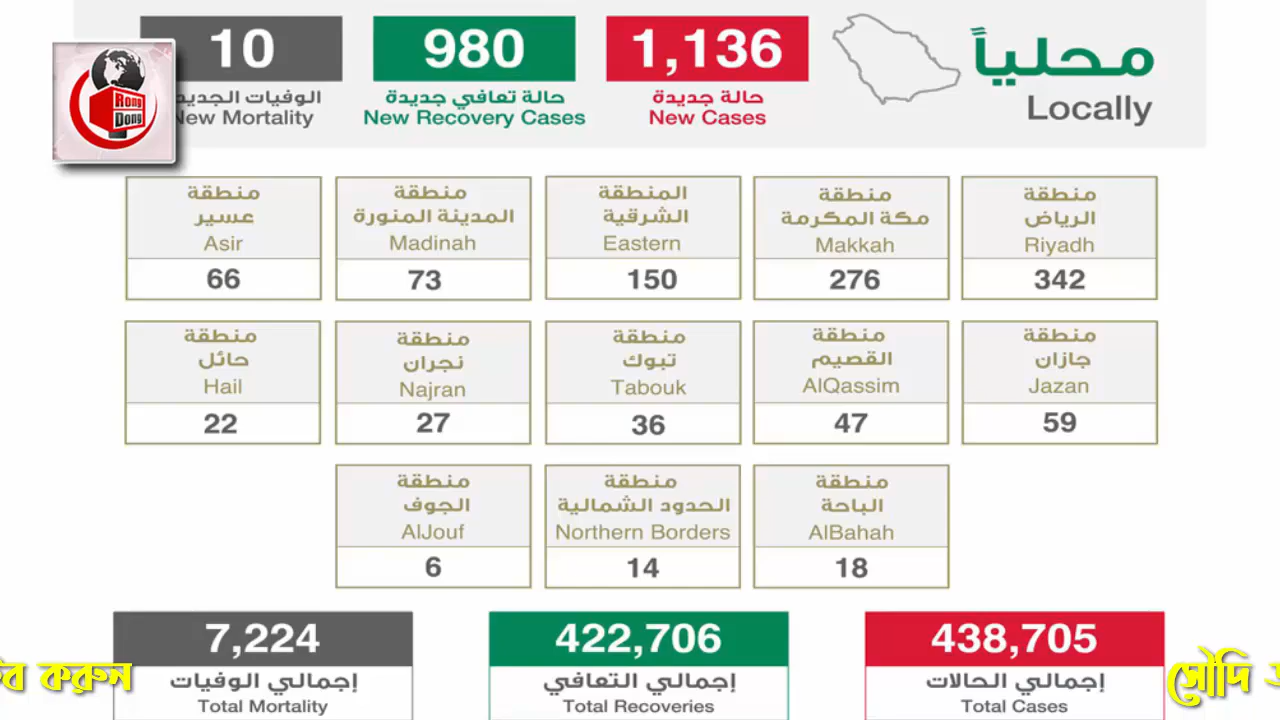 10
980
1,136
محلياً
حالة تعافي جديدة
حالة جديدة
Locally
New Mortality
New Recovery Cases
New Cases
Rong
Dong
منطقة
عسير
Asir
66
منطقة
المدينة المنورة
Madinah
73
المنطقة
الشرقية
Eastern
150
منطقة
مكة المكرمة
Makkah
276
منطقة
الرياض
Riyadh
342
منطقة
حائل
Hail
22
منطقة
نجران
Najran
27
منطقة
تبوك
Tabouk
36
منطقة
القصيم
AlQassim
47
منطقة
جازان
Jazan
59
منطقة
الجوف
AlJouf
6
منطقة
الحدود الشمالية
Northern Borders
14
منطقة
الباحة
AlBahah
18
7,224
إجمالي الوفيات
Total Mortality
422,706
إجمالي التعافي
Total Recoveries
438,705
إجمالي الحالات
Total Cases
করুন
সৌদি